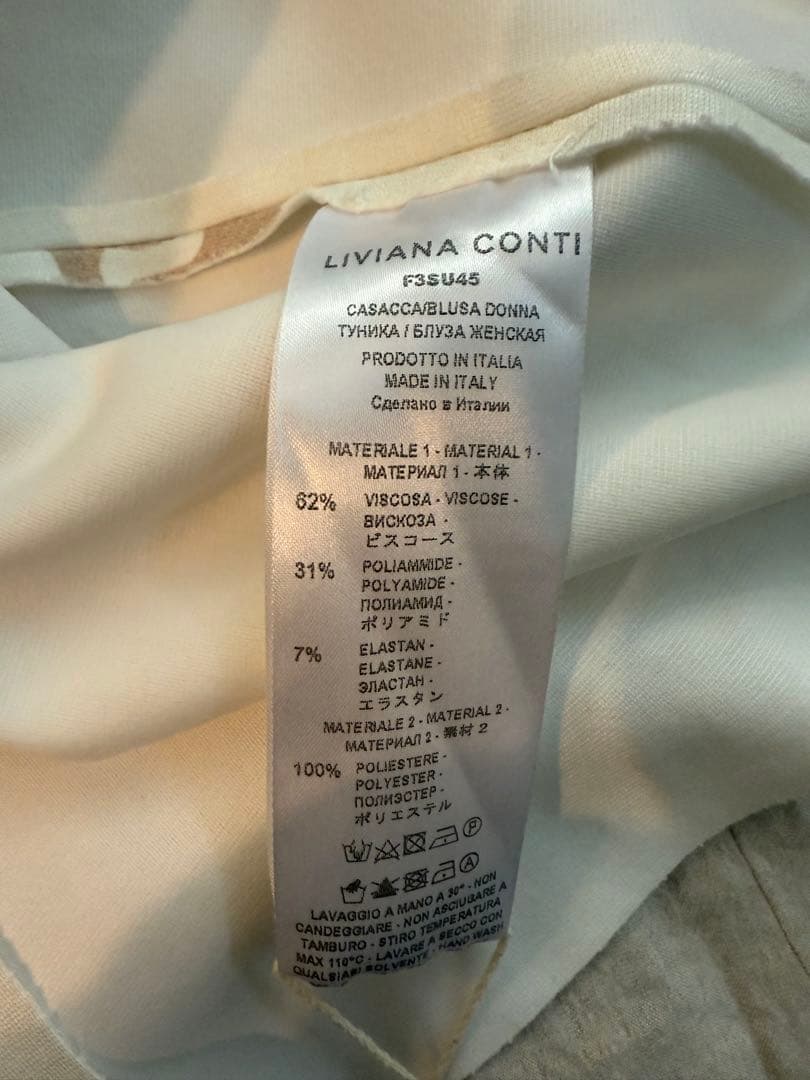 LIVIANA CONTI
F3SU45
CASACCA/BLUSA DONNA
ТУНИКА / БЛУЗА ЖЕНСКАЯ
PRODOTTO IN ITALIA
MADE IN ITALY
Сделано в Италии
MATERIALE 1 - MATERIAL 1 -
МАТЕРИАЛ 1 - 本体
62% VISCOSA - VISCOSE -
ВИСКОЗА -
ビスコース
31% POLIAMMIDE -
POLYAMIDE -
ПОЛИАМИД -
ポリアミド
7% ELASTAN -
ELASTANE -
ЭЛАСТАН -
エラスタン
MATERIALE 2 - MATERIAL 2 -
МАТЕРИАЛ 2 - 素材 2
100% POLIESTERE -
POLYESTER -
ПОЛИЭСТЕР -
ポリエステル
P
A
LAVAGGIO A MANO A 30° - NON
CANDEGGIARE - NON ASCIUGARE A
TAMBURO - STIRO TEMPERATURA
MAX 110°C - LAVARE A SECCO CON
QUALSIASI SOLVENTE - HAND WASH